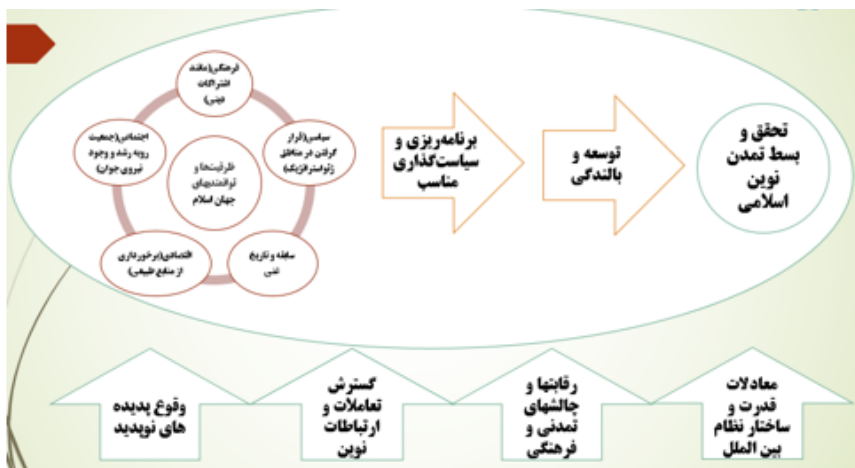 فرهنگی(مانند
اشتراکات
دینی)
سیاسی(قرار
گرفتن در مناطق
ژئواستراتژیک)
سابقه و تاریخ
غنی
اقتصادی(برخورداری
از منابع طبیعی)
اجتماعی(جمعیت
روبه رشد و وجود
نیروی جوان)
ظرفیت‌ها و
توانمندیهای
جهان اسلام
برنامه‌ریزی و
سیاست‌گذاری
مناسب
توسعه و
بالندگی
تحقق و
بسط تمدن
نوین
اسلامی
معادلات
قدرت و
ساختار نظام
بین الملل
رقابتها و
چالشهای
تمدنی و
فرهنگی
گسترش
تعاملات و
ارتباطات
نوین
وقوع پدیده
های نوپدید